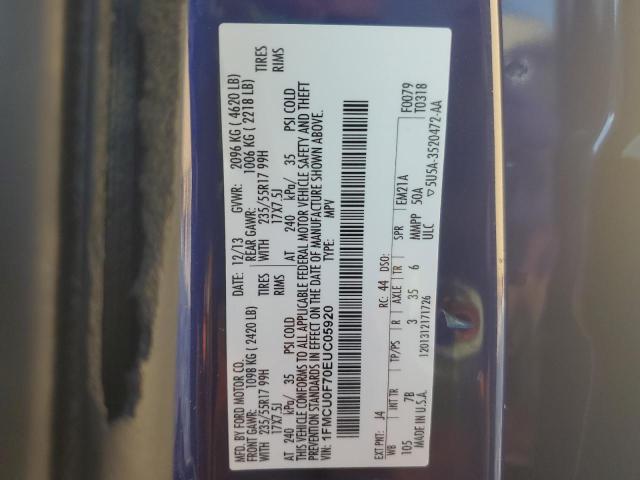 MFD. BY FORD MOTOR CO.
12/13
GVWR: 2096 KG ( 4620 LB)
FRONT GAWR: 1098 KG ( 2420 LB)
REAR GAWR: 1006 KG ( 2218 LB)
WITH 235/55R17 99H TIRES
WITH 235/55R17 99H TIRES
17X7.5J RIMS
17X7.5J RIMS
AT 240 kPa/ 35 PSI COLD
AT 240 kPa/ 35 PSI COLD
THIS VEHICLE CONFORMS TO ALL APPLICABLE FEDERAL MOTOR VEHICLE SAFETY AND THEFT
PREVENTION STANDARDS IN EFFECT ON THE DATE OF MANUFACTURE SHOWN ABOVE.
VIN: 1FMCU0F70EUC05920
TYPE: MPV
EXT PNT: J4
RC: 44 DSO:
F0079
WB INT TR TP/PS R AXLE TR SPR EM21A T0318
105 7B 3 35 6 MMPP 50A
ULC ▽5U5A-3520472-AA
1201312171726
MADE IN U.S.A.